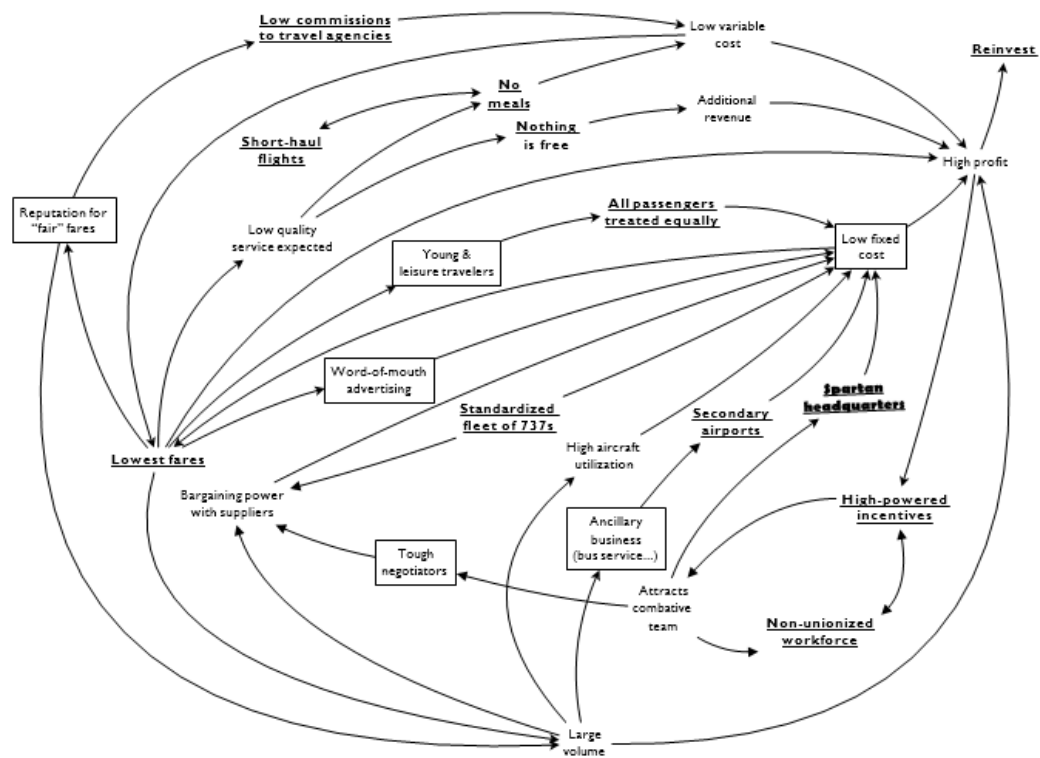 Low commissions
to travel agencies
Low variable
cost
Reinvest
No
meals
Additional
revenue
Nothing
is free
Short-haul
flights
High profit
Reputation for
“fair” fares
Low quality
service expected
All passengers
treated equally
Young &
leisure travelers
Low fixed
cost
Word-of-mouth
advertising
Spartan
headquarters
Standardized
fleet of 737s
Secondary
airports
Lowest fares
High aircraft
utilization
Bargaining power
with suppliers
High-powered
incentives
Ancillary
business
(bus service...)
Tough
negotiators
Attracts
combative
team
Non-unionized
workforce
Large
volume